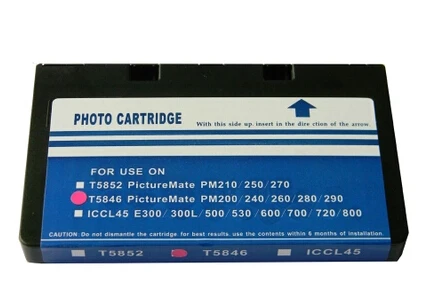 PHOTO CARTRIDGE
With this side up, insert in the dire ction of the arrow.
FOR USE ON
T5852 PictureMate PM210/250/270
T5846 PictureMate PM200/240/260/280/290
ICCL45 E300/300L/500/530/600/700/720/800
CAUTION: Do not dismantle the cartridge. for best results, use the contents within 6 months of installation.
T5852 T5846 ICCL45